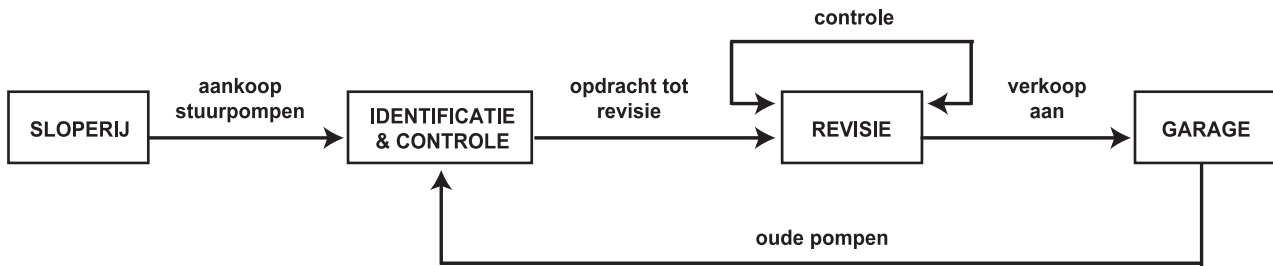 controle
aankoop
stuurpompen
opdracht tot
revisie
verkoop
aan
SLOPERIJ
IDENTIFICATIE
& CONTROLE
REVISIE
GARAGE
oude pompen